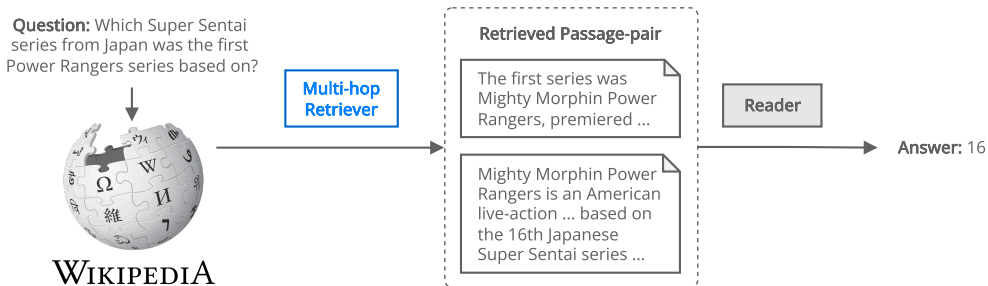 Question: Which Super Sentai
series from Japan was the first
Power Rangers series based on?
Multi-hop
Retriever
Retrieved Passage-pair
The first series was
Mighty Morphin Power
Rangers, premiered ...
Mighty Morphin Power
Rangers is an American
live-action ... based on
the 16th Japanese
Super Sentai series ...
Reader
Answer: 16
Ω
W
И
維
ウィ
WIKIPEDIA